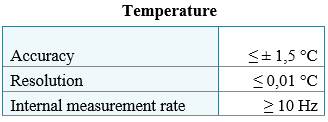 Temperature
Accuracy ≤± 1,5 °C
Resolution ≤0,01 °C
Internal measurement rate ≥ 10 Hz